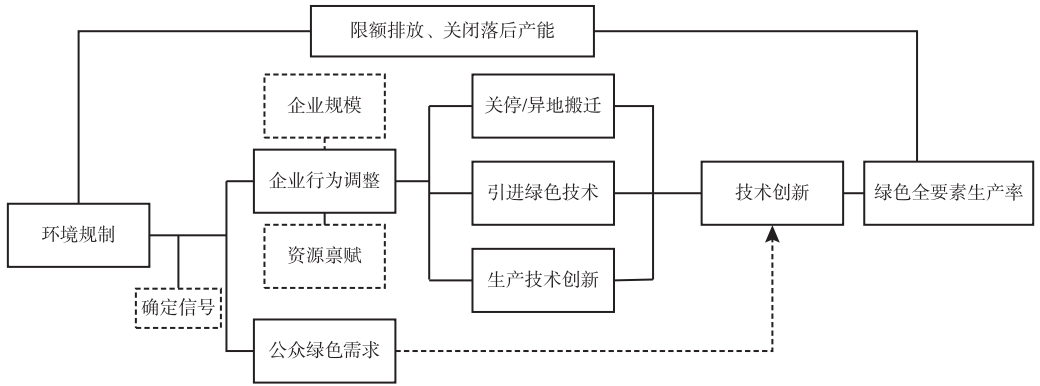 限额排放、关闭落后产能
企业规模
关停/异地搬迁
企业行为调整
引进绿色技术
技术创新
绿色全要素生产率
环境规制
资源禀赋
生产技术创新
确定信号
公众绿色需求